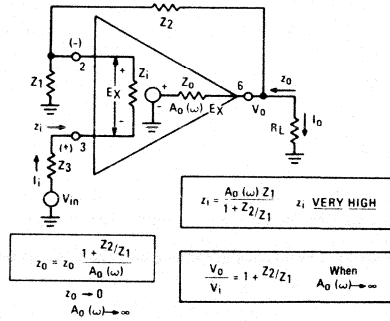 Z2
(-)
2
Z1
+
EX
-
Zi
Z0
+
-
A0(ω)EX
6
V0
z0
I0
RL
zi
(+)
3
Ii
Z3
Vin
zi = A0(ω) Z1 / 1 + Z2/Z1 zi VERY HIGH
z0 = z0 1 + Z2/Z1 / A0(ω)
z0 → 0
A0(ω) → ∞
V0 / Vi = 1 + Z2/Z1 When A0(ω) → ∞